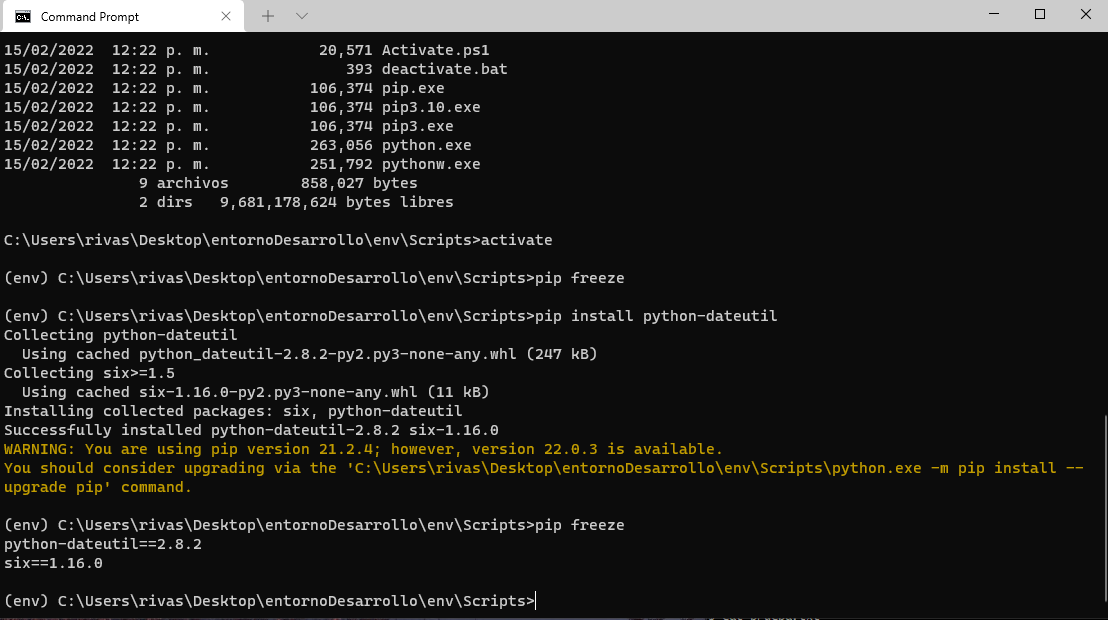 Command Prompt
15/02/2022  12:22 p. m.            20,571 Activate.ps1
15/02/2022  12:22 p. m.               393 deactivate.bat
15/02/2022  12:22 p. m.           106,374 pip.exe
15/02/2022  12:22 p. m.           106,374 pip3.10.exe
15/02/2022  12:22 p. m.           106,374 pip3.exe
15/02/2022  12:22 p. m.           263,056 python.exe
15/02/2022  12:22 p. m.           251,792 pythonw.exe
               9 archivos        858,027 bytes
               2 dirs   9,681,178,624 bytes libres
C:\Users\rivas\Desktop\entornoDesarrollo\env\Scripts>activate
(env) C:\Users\rivas\Desktop\entornoDesarrollo\env\Scripts>pip freeze
(env) C:\Users\rivas\Desktop\entornoDesarrollo\env\Scripts>pip install python-dateutil
Collecting python-dateutil
  Using cached python_dateutil-2.8.2-py2.py3-none-any.whl (247 kB)
Collecting six>=1.5
  Using cached six-1.16.0-py2.py3-none-any.whl (11 kB)
Installing collected packages: six, python-dateutil
Successfully installed python-dateutil-2.8.2 six-1.16.0
WARNING: You are using pip version 21.2.4; however, version 22.0.3 is available.
You should consider upgrading via the 'C:\Users\rivas\Desktop\entornoDesarrollo\env\Scripts\python.exe -m pip install --
upgrade pip' command.
(env) C:\Users\rivas\Desktop\entornoDesarrollo\env\Scripts>pip freeze
python-dateutil==2.8.2
six==1.16.0
(env) C:\Users\rivas\Desktop\entornoDesarrollo\env\Scripts>